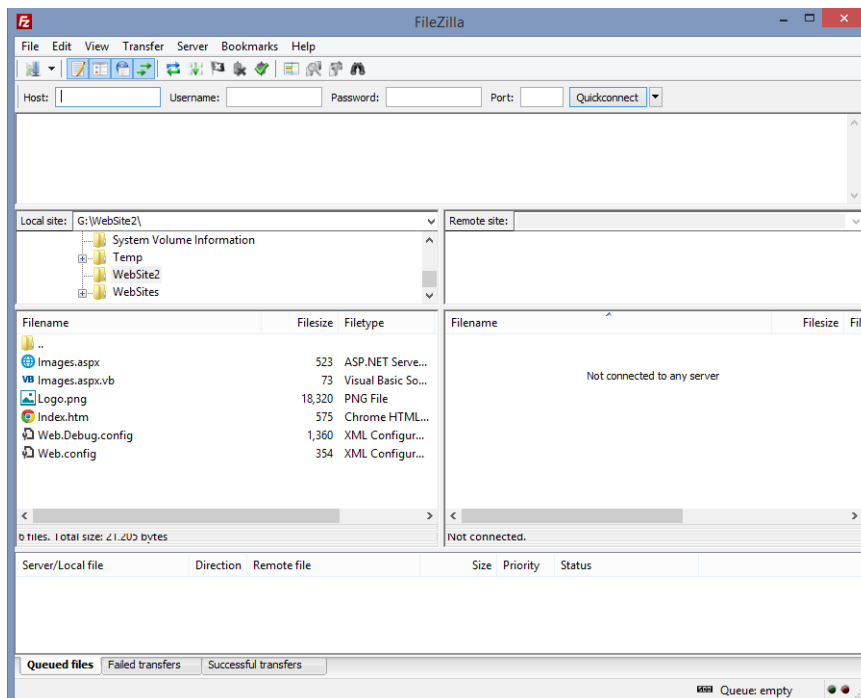 FileZilla
File Edit View Transfer Server Bookmarks Help
Host: Username: Password: Port: Quickconnect
Local site: G:\WebSite2\
System Volume Information
Temp
WebSite2
WebSites
Remote site:
Filename Filesize Filetype
..
Images.aspx 523 ASP.NET Serve...
Images.aspx.vb 73 Visual Basic So...
Logo.png 18,320 PNG File
Index.htm 575 Chrome HTML...
Web.Debug.config 1,360 XML Configur...
Web.config 354 XML Configur...
6 files. Total size: 21.205 bytes
Filename Filesize Fil
Not connected to any server
Not connected.
Server/Local file Direction Remote file Size Priority Status
Queued files Failed transfers Successful transfers
Queue: empty